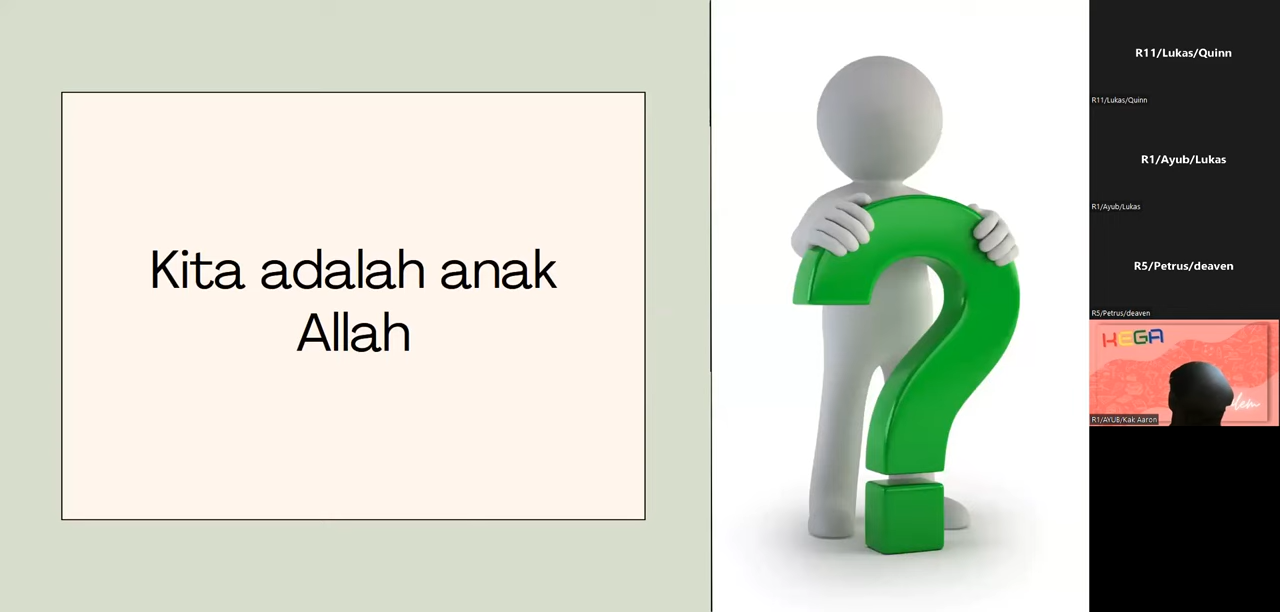 Kita adalah anak
Allah
R11/Lukas/Quinn
R11/Lukas/Quinn
R1/Ayub/Lukas
R1/Ayub/Lukas
R5/Petrus/deaven
R5/Petrus/deaven
KEGA
R1/AYUB/Kak Aaron